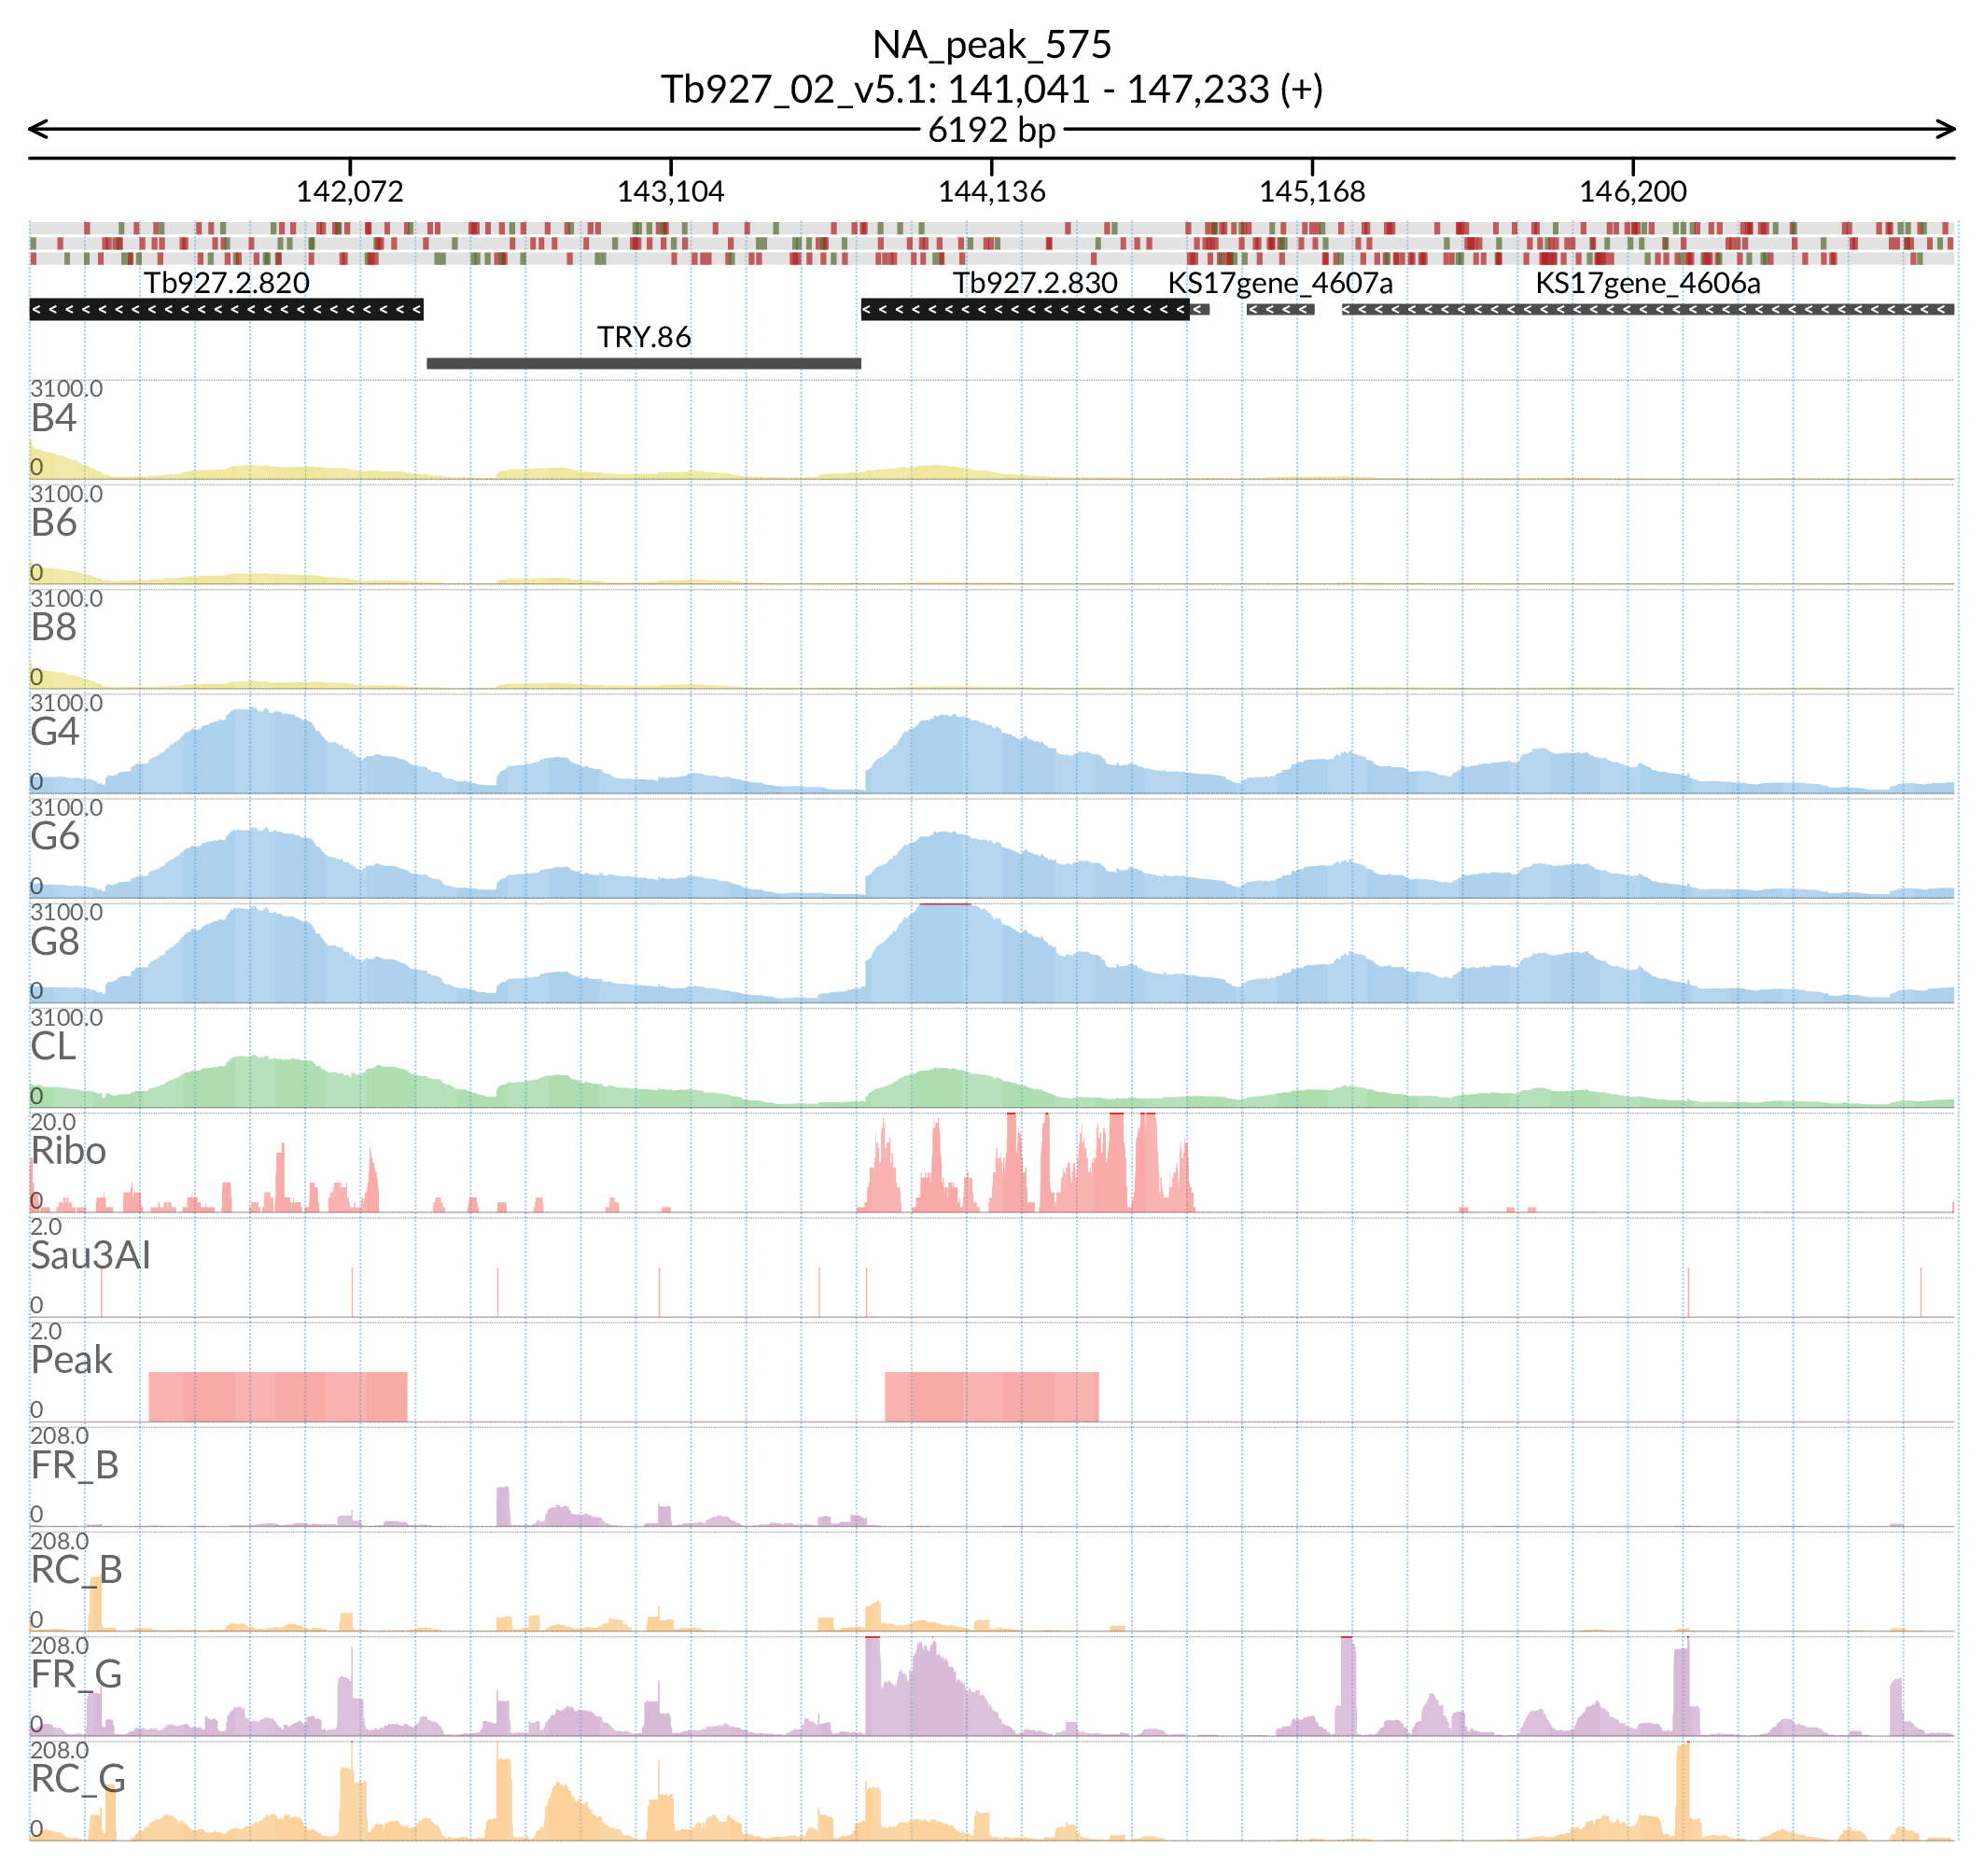 NA_peak_575
Tb927_02_v5.1: 141,041 - 147,233 (+)
6192 bp
142,072 143,104 144,136 145,168 146,200
Tb927.2.820 Tb927.2.830 KS17gene_4607a KS17gene_4606a
TRY.86
3100.0
B4
0
3100.0
B6
0
3100.0
B8
0
3100.0
G4
0
3100.0
G6
0
3100.0
G8
0
3100.0
CL
0
20.0
Ribo
0
2.0
Sau3AI
0
2.0
Peak
0
208.0
FR_B
0
208.0
RC_B
0
208.0
FR_G
0
208.0
RC_G
0